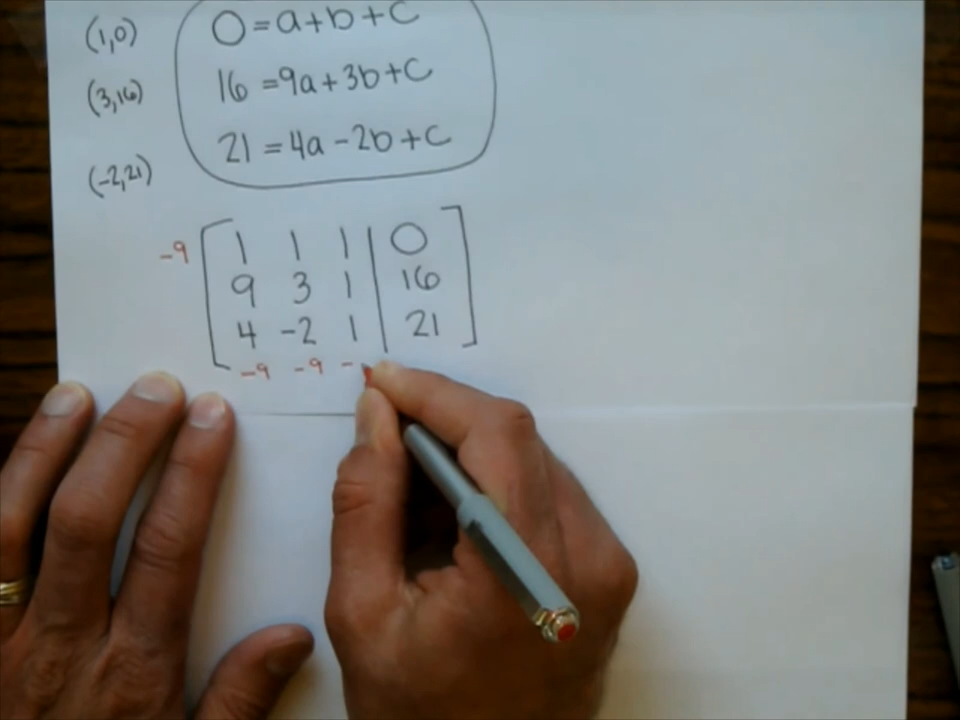 (1,0) 0 = a + b + c
(3,16) 16 = 9a + 3b + c
(-2,21) 21 = 4a - 2b + c
-9 1 1 1 | 0
9 3 1 | 16
4 -2 1 | 21
-9 -9 -